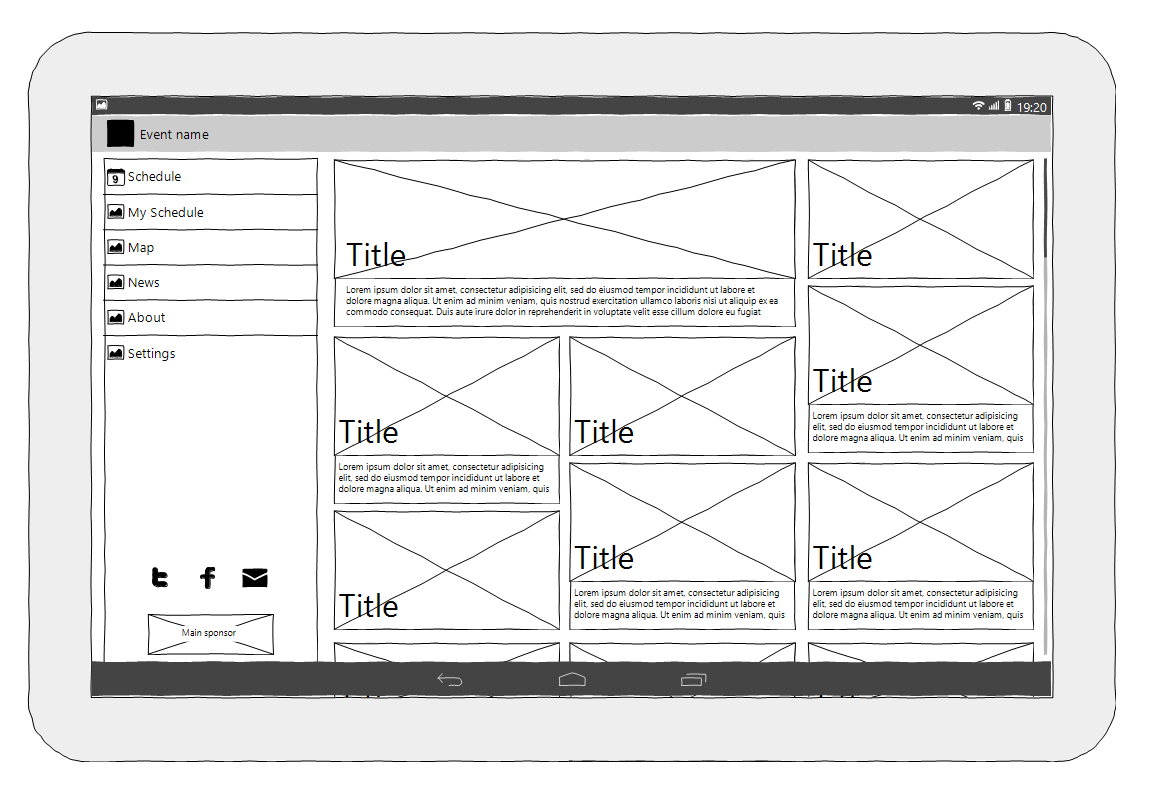 19:20
Event name
9
Schedule
My Schedule
Map
News
About
Settings
Main sponsor
Title
Lorem ipsum dolor sit amet, consectetur adipisicing elit, sed do eiusmod tempor incididunt ut labore et
dolore magna aliqua. Ut enim ad minim veniam, quis nostrud exercitation ullamco laboris nisi ut aliquip ex ea
commodo consequat. Duis aute irure dolor in reprehenderit in voluptate velit esse cillum dolore eu fugiat
Title
Lorem ipsum dolor sit amet, consectetur adipisicing
elit, sed do eiusmod tempor incididunt ut labore et
dolore magna aliqua. Ut enim ad minim veniam, quis
Title
Title
Title
Lorem ipsum dolor sit amet, consectetur adipisicing
elit, sed do eiusmod tempor incididunt ut labore et
dolore magna aliqua. Ut enim ad minim veniam, quis
Title
Title
Lorem ipsum dolor sit amet, consectetur adipisicing
elit, sed do eiusmod tempor incididunt ut labore et
dolore magna aliqua. Ut enim ad minim veniam, quis
Title
Lorem ipsum dolor sit amet, consectetur adipisicing
elit, sed do eiusmod tempor incididunt ut labore et
dolore magna aliqua. Ut enim ad minim veniam, quis